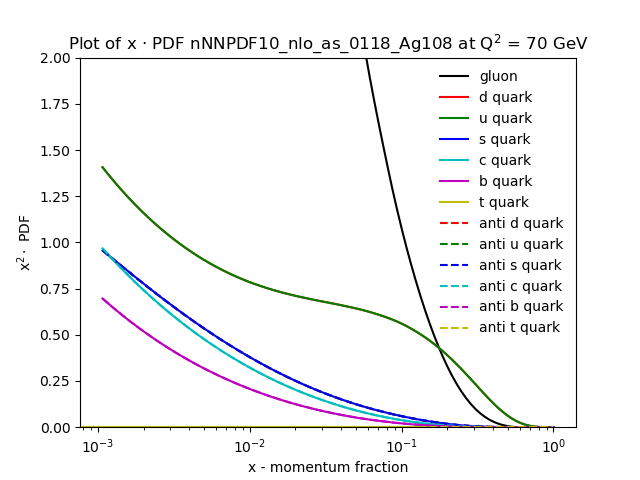 Plot of x · PDF nNNPDF10_nlo_as_0118_Ag108 at Q² = 70 GeV
2.00
1.75
1.50
1.25
1.00
0.75
0.50
0.25
0.00
x² · PDF
gluon
d quark
u quark
s quark
c quark
b quark
t quark
anti d quark
anti u quark
anti s quark
anti c quark
anti b quark
anti t quark
10⁻³ 10⁻² 10⁻¹ 10⁰
x - momentum fraction